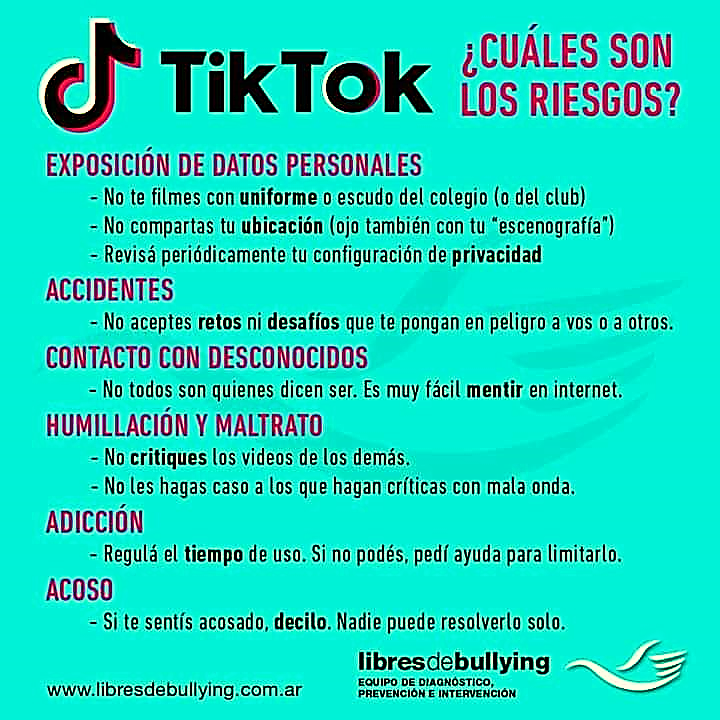 TikTok
¿CUÁLES SON
LOS RIESGOS?
EXPOSICIÓN DE DATOS PERSONALES
- No te filmes con uniforme o escudo del colegio (o del club)
- No compartas tu ubicación (ojo también con tu “escenografía”)
- Revisá periódicamente tu configuración de privacidad
ACCIDENTES
- No aceptes retos ni desafíos que te pongan en peligro a vos o a otros.
CONTACTO CON DESCONOCIDOS
- No todos son quienes dicen ser. Es muy fácil mentir en internet.
HUMILLACIÓN Y MALTRATO
- No critiques los videos de los demás.
- No les hagas caso a los que hagan críticas con mala onda.
ADICCIÓN
- Regulá el tiempo de uso. Si no podés, pedí ayuda para limitarlo.
ACOSO
- Si te sentís acosado, decilo. Nadie puede resolverlo solo.
www.libresdebullying.com.ar
libresdebullying
EQUIPO DE DIAGNÓSTICO,
PREVENCIÓN E INTERVENCIÓN